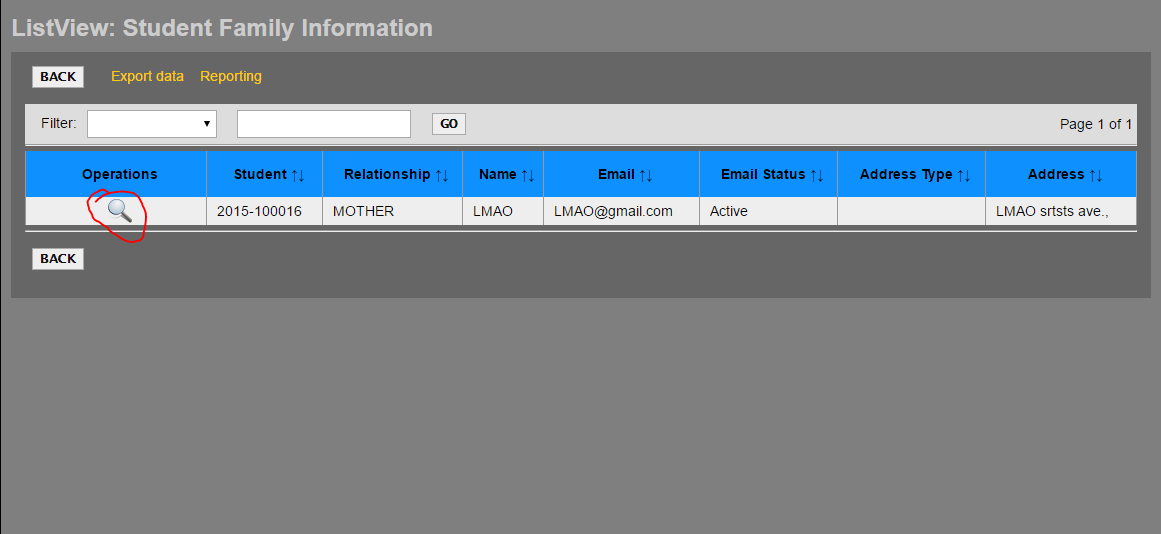 ListView: Student Family Information
BACK Export data Reporting
Filter: GO Page 1 of 1
Operations Student ↑↓ Relationship ↑↓ Name ↑↓ Email ↑↓ Email Status ↑↓ Address Type ↑↓ Address ↑↓
2015-100016 MOTHER LMAO LMAO@gmail.com Active LMAO srtsts ave.,
BACK